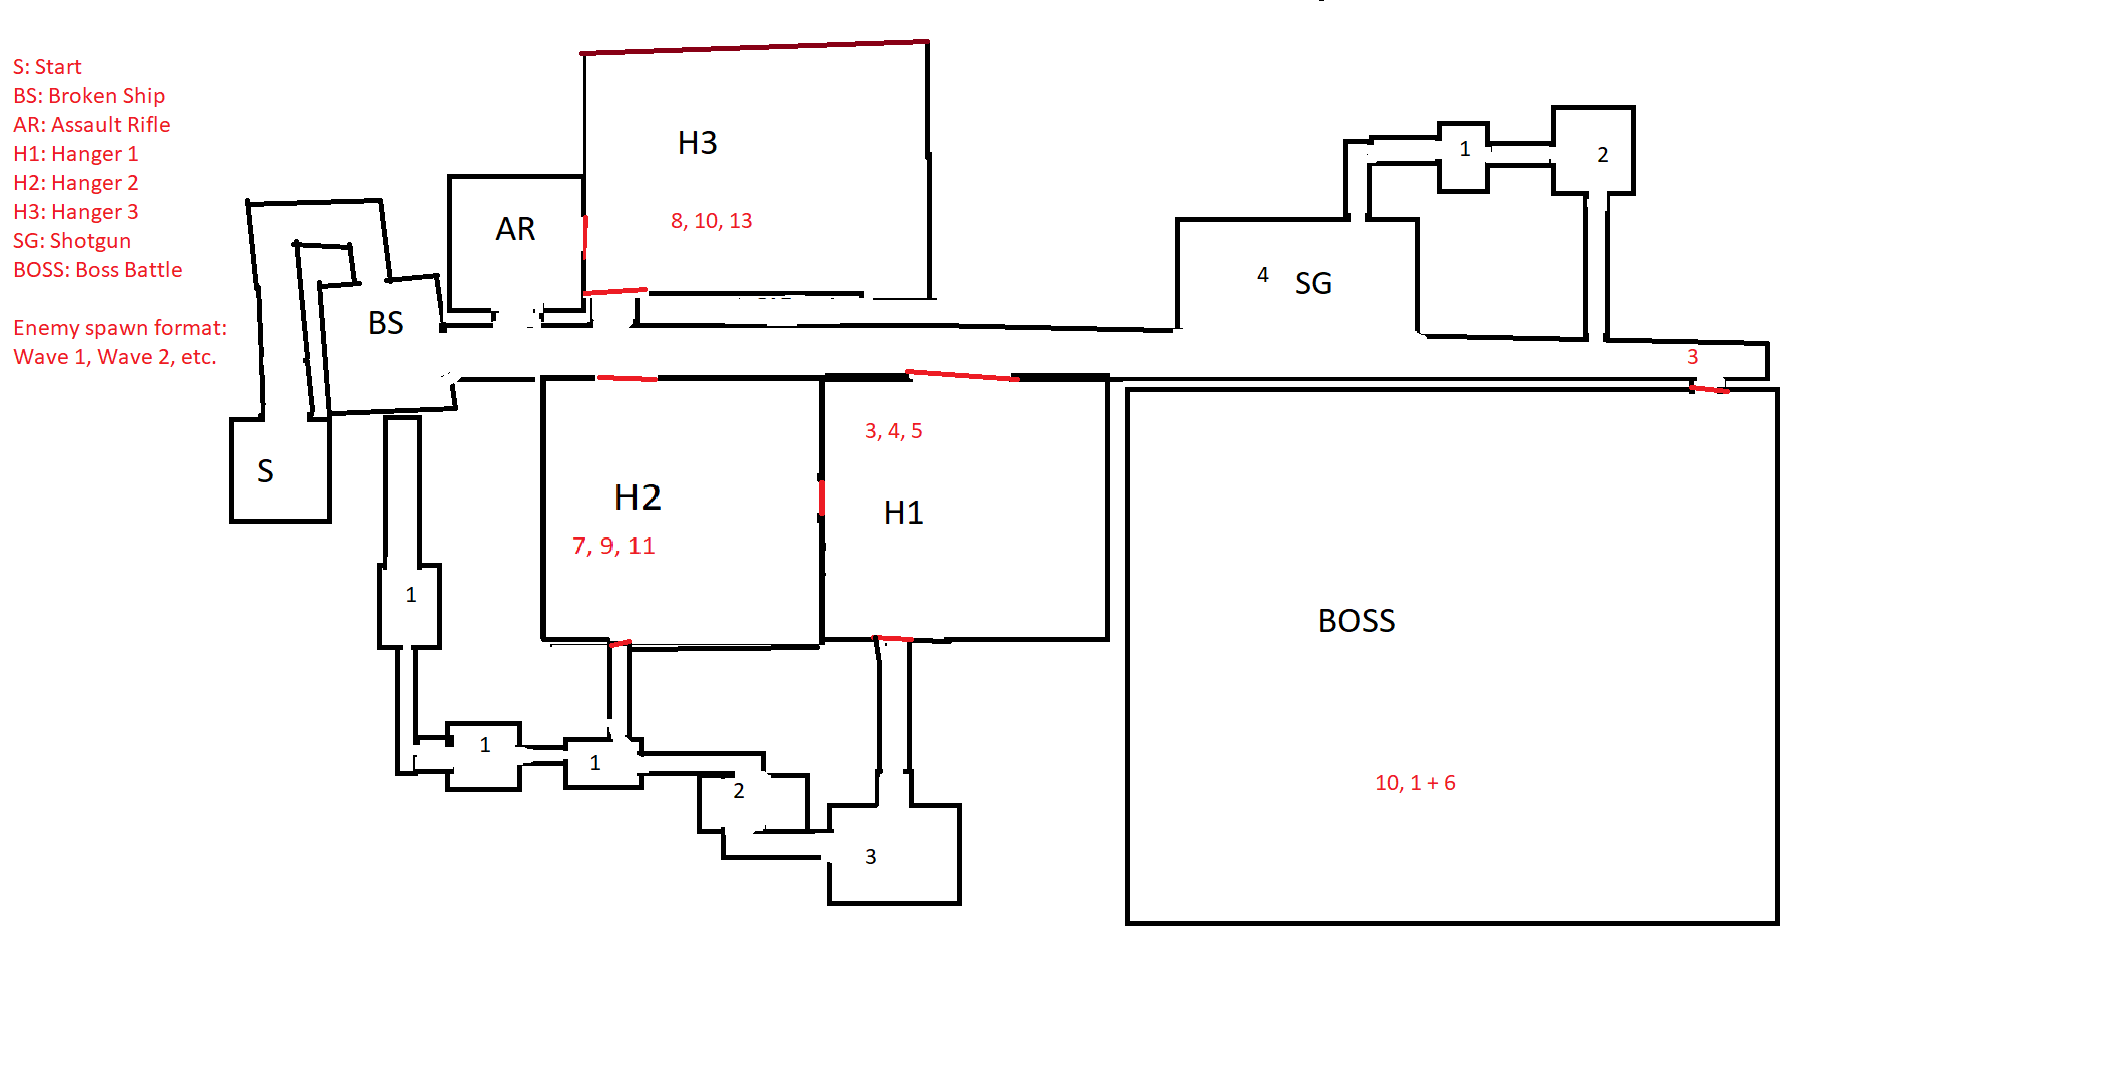 S: Start
BS: Broken Ship
AR: Assault Rifle
H1: Hanger 1
H2: Hanger 2
H3: Hanger 3
SG: Shotgun
BOSS: Boss Battle
Enemy spawn format:
Wave 1, Wave 2, etc.
H3
8, 10, 13
AR
BS
S
1
2
4 SG
3
3, 4, 5
H1
H2
7, 9, 11
BOSS
10, 1 + 6
1
1
1
2
3